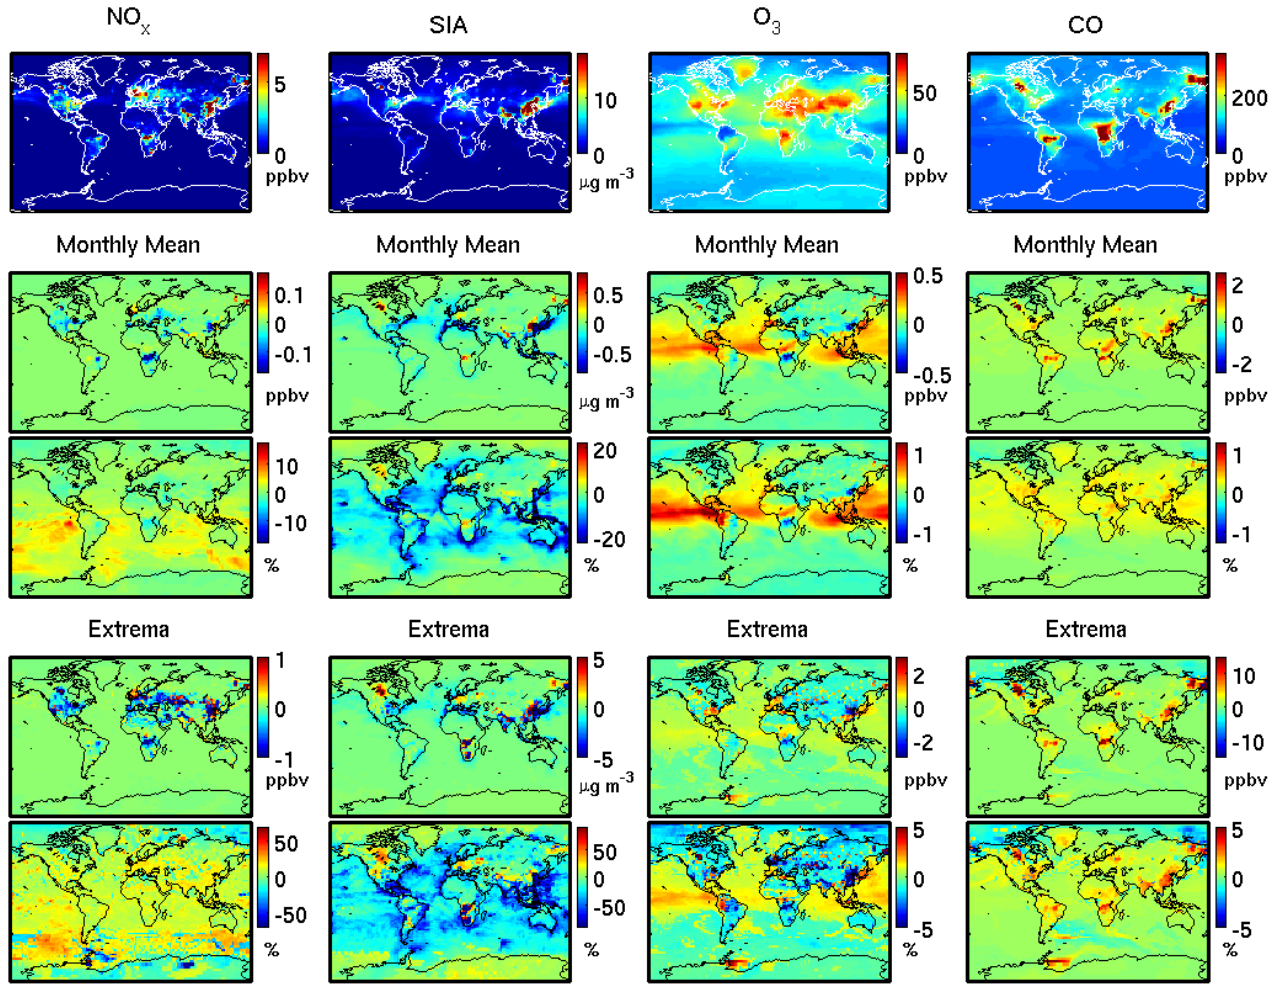 NOx SIA O3 CO
5 10 50 200
0 0 0 0
ppbv μg m-3 ppbv ppbv
Monthly Mean Monthly Mean Monthly Mean Monthly Mean
0.1 0.5 0.5 2
0 0 0 0
-0.1 -0.5 -0.5 -2
ppbv μg m-3 ppbv ppbv
10 20 1 1
0 0 0 0
-10 -20 -1 -1
% % % %
Extrema Extrema Extrema Extrema
1 5 2 10
0 0 0 0
-1 -5 -2 -10
ppbv μg m-3 ppbv ppbv
50 50 5 5
0 0 0 0
-50 -50 -5 -5
% % % %